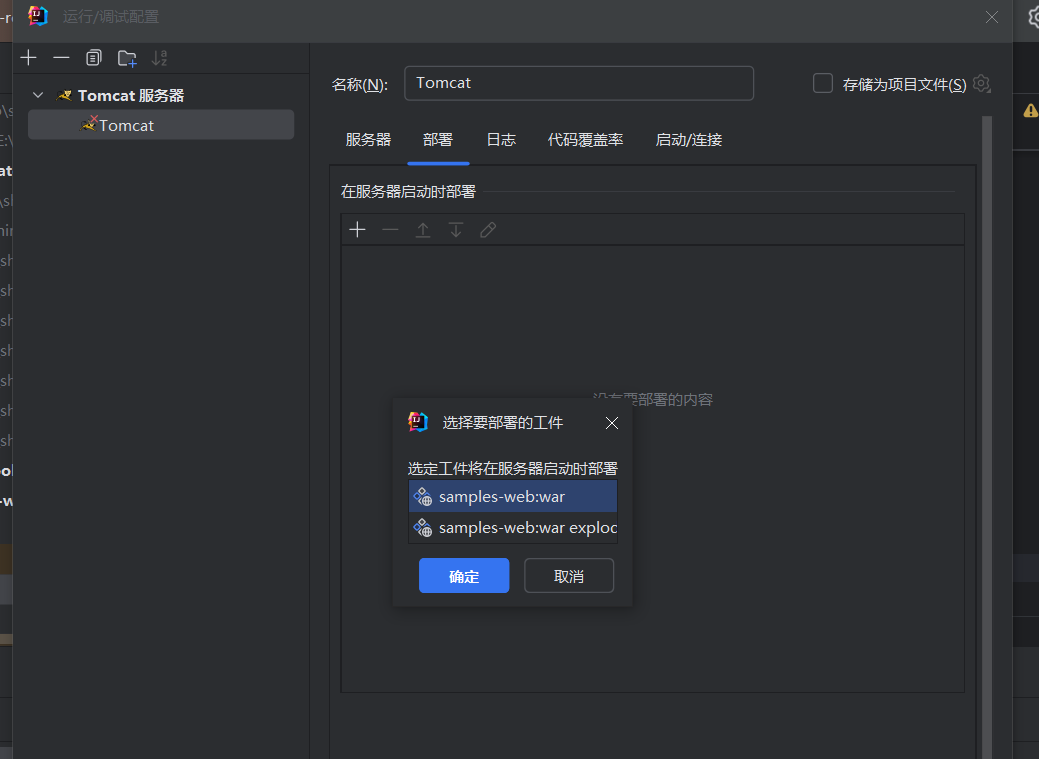 运行/调试配置
Tomcat 服务器
Tomcat
名称(N):
Tomcat
存储为项目文件(S)
服务器
部署
日志
代码覆盖率
启动/连接
在服务器启动时部署
没有要部署的内容
选择要部署的工件
选定工件将在服务器启动时部署
samples-web:war
samples-web:war exploc
确定
取消